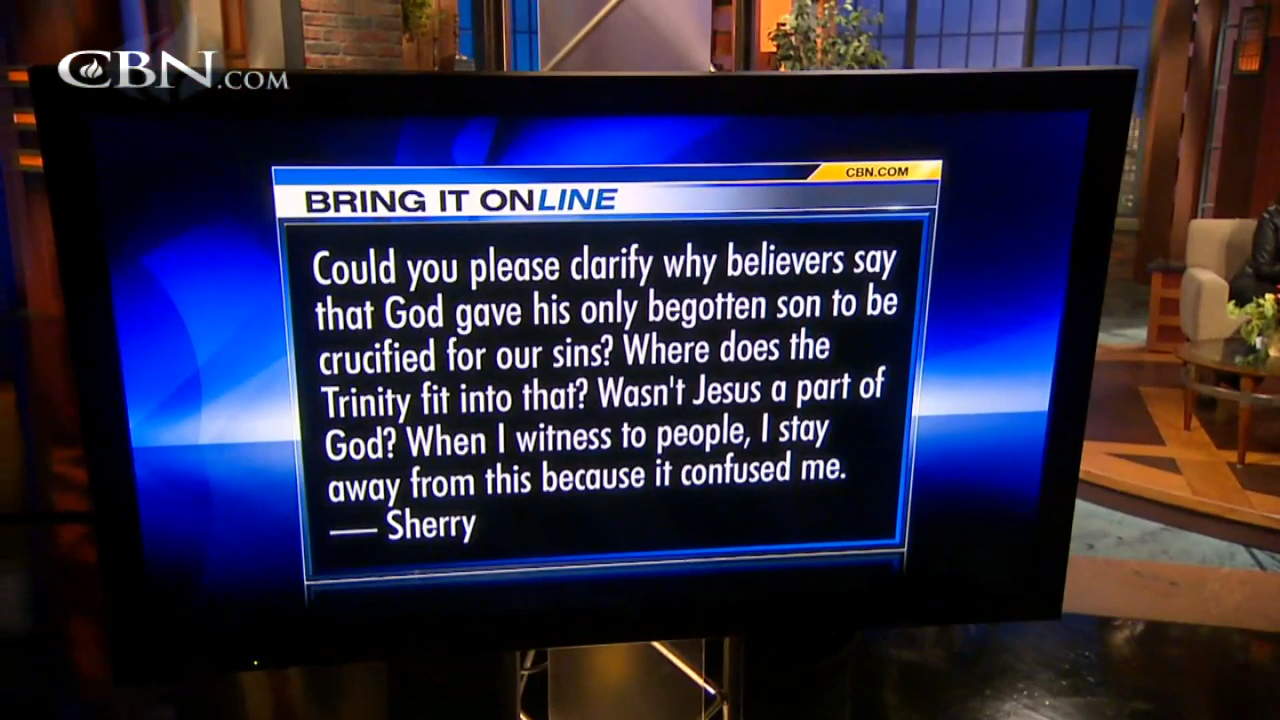 CBN.COM
CBN.COM
BRING IT ONLINE
Could you please clarify why believers say
that God gave his only begotten son to be
crucified for our sins? Where does the
Trinity fit into that? Wasn't Jesus a part of
God? When I witness to people, I stay
away from this because it confused me.
— Sherry